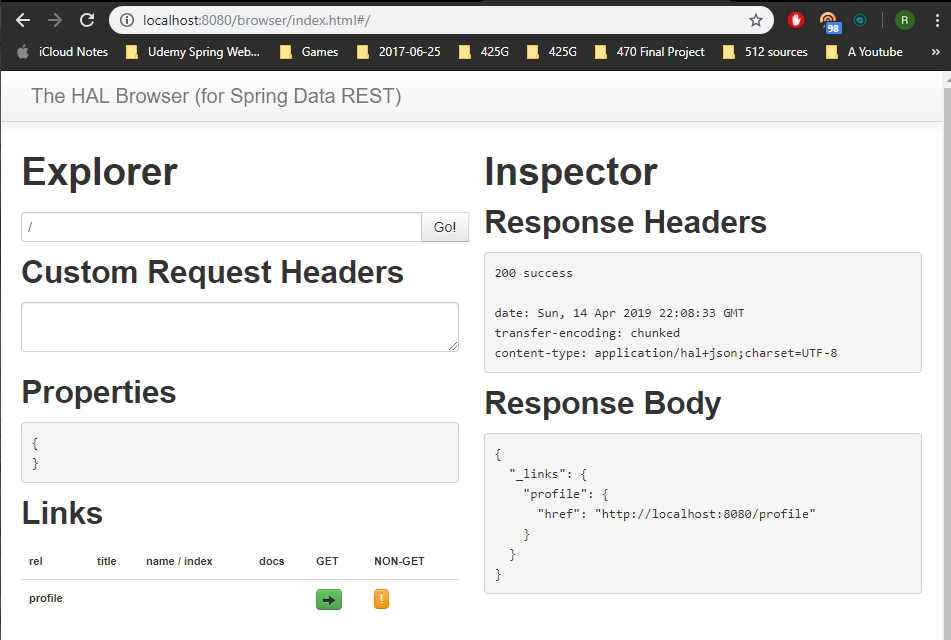 localhost:8080/browser/index.html#/
98
R
iCloud Notes
Udemy Spring Web...
Games
2017-06-25
425G
425G
470 Final Project
512 sources
A Youtube
»
The HAL Browser (for Spring Data REST)
Explorer
/
Go!
Custom Request Headers
Properties
{
}
Links
rel title name / index docs GET NON-GET
profile !
Inspector
Response Headers
200 success
date: Sun, 14 Apr 2019 22:08:33 GMT
transfer-encoding: chunked
content-type: application/hal+json;charset=UTF-8
Response Body
{
"_links": {
"profile": {
"href": "http://localhost:8080/profile"
}
}
}